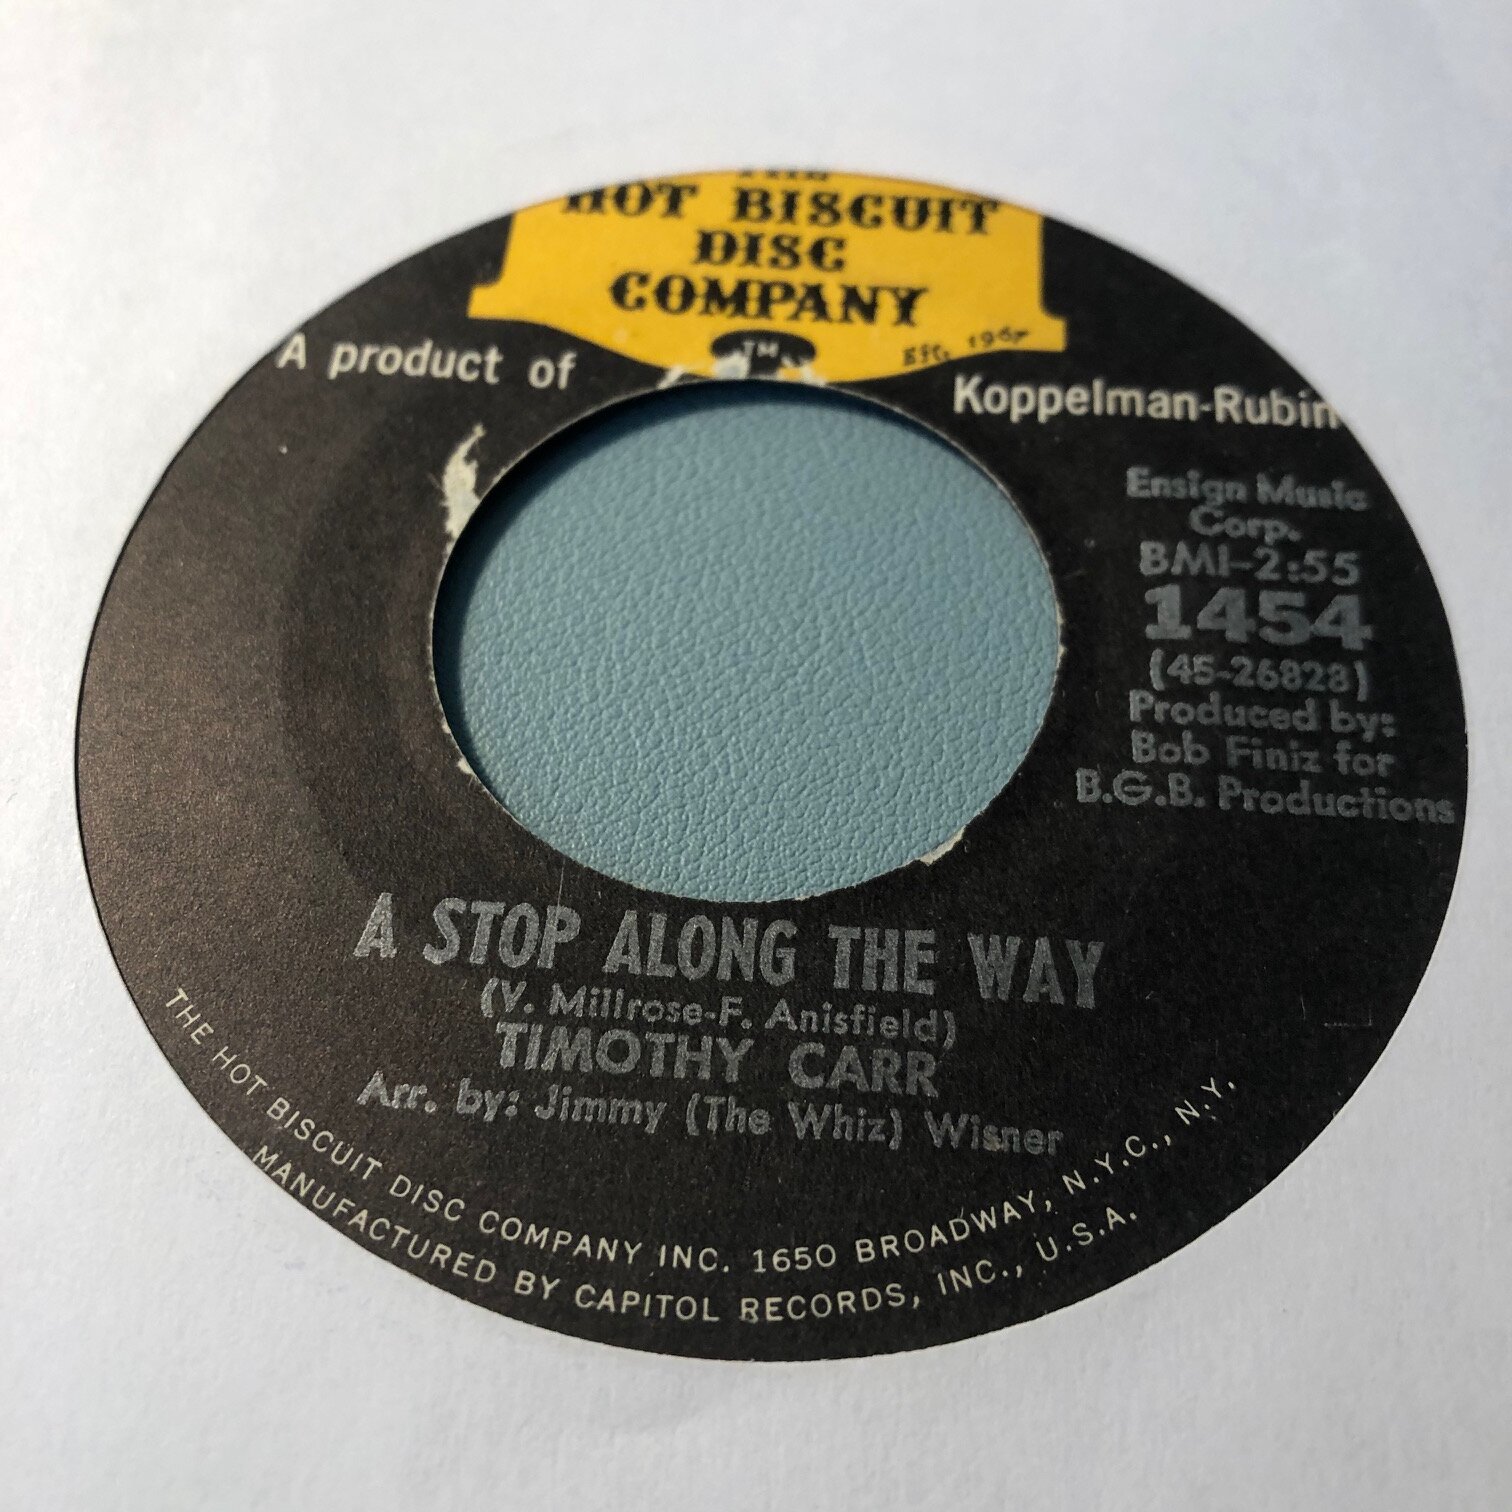 THE
HOT BISCUIT
DISC
COMPANY
TM
Est. 1967
A product of
Koppelman-Rubin
Ensign Music
Corp.
BMI-2:55
1454
(45-26828)
Produced by:
Bob Finiz for
B.G.B. Productions
A STOP ALONG THE WAY
(V. Millrose-F. Anisfield)
TIMOTHY CARR
Arr. by: Jimmy (The Whiz) Wisner
THE HOT BISCUIT DISC COMPANY INC. 1650 BROADWAY, N.Y.C., N.Y.
MANUFACTURED BY CAPITOL RECORDS, INC., U.S.A.